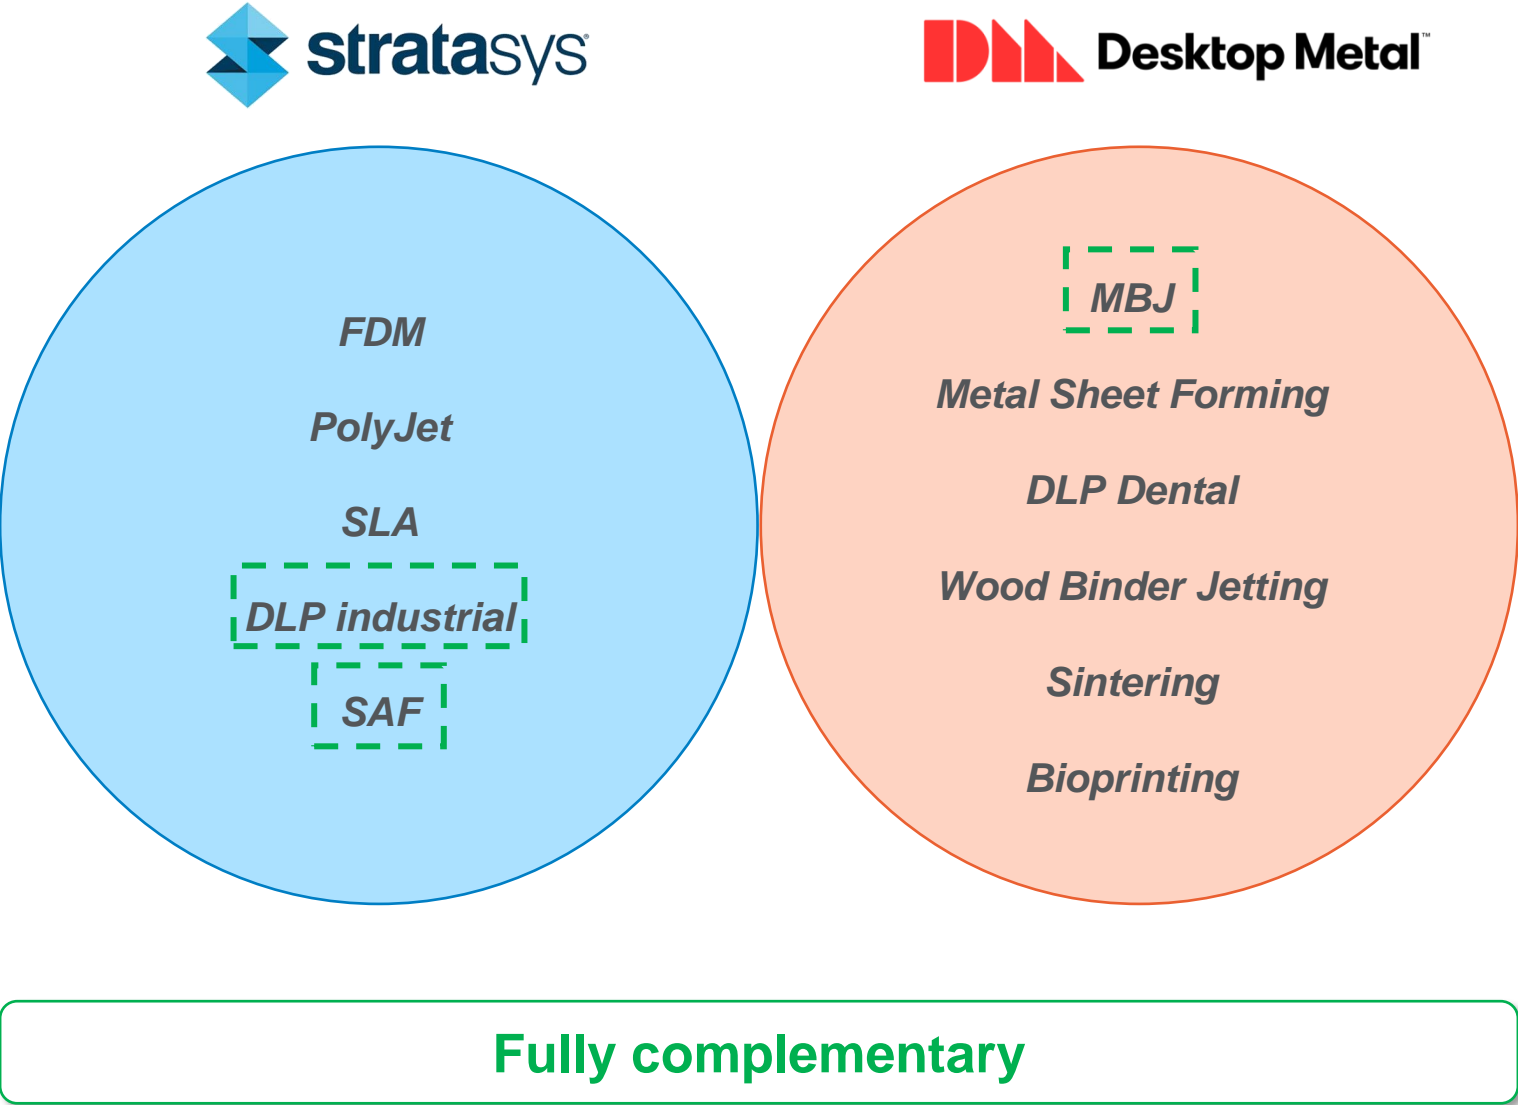 stratasys
Desktop Metal™
FDM
PolyJet
SLA
DLP industrial
SAF
MBJ
Metal Sheet Forming
DLP Dental
Wood Binder Jetting
Sintering
Bioprinting
Fully complementary